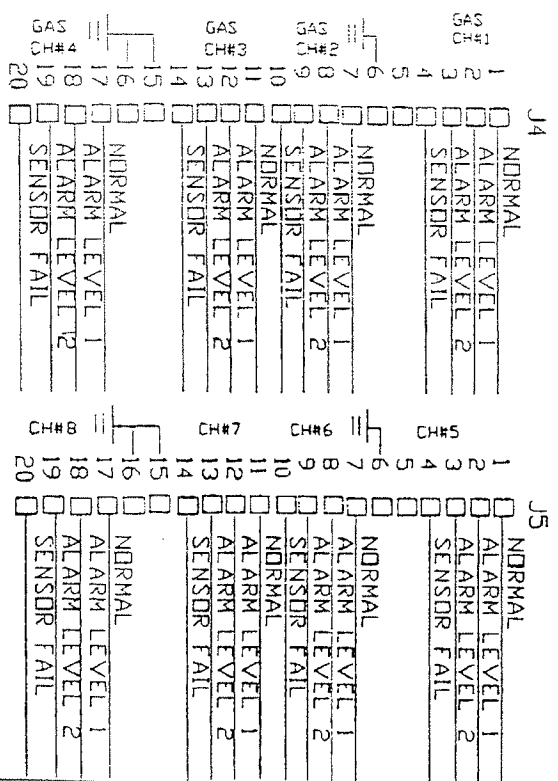 J4
GAS
CH#1
1 NORMAL
2 ALARM LEVEL 1
3 ALARM LEVEL 2
4 SENSOR FAIL
5
6
GAS
CH#2
7 NORMAL
8 ALARM LEVEL 1
9 ALARM LEVEL 2
10 SENSOR FAIL
GAS
CH#3
11 NORMAL
12 ALARM LEVEL 1
13 ALARM LEVEL 2
14 SENSOR FAIL
15
16
GAS
CH#4
17 NORMAL
18 ALARM LEVEL 1
19 ALARM LEVEL 2
20 SENSOR FAIL
J5
CH#5
1 NORMAL
2 ALARM LEVEL 1
3 ALARM LEVEL 2
4 SENSOR FAIL
5
6
CH#6
7 NORMAL
8 ALARM LEVEL 1
9 ALARM LEVEL 2
10 SENSOR FAIL
CH#7
11 NORMAL
12 ALARM LEVEL 1
13 ALARM LEVEL 2
14 SENSOR FAIL
15
16
CH#8
17 NORMAL
18 ALARM LEVEL 1
19 ALARM LEVEL 2
20 SENSOR FAIL